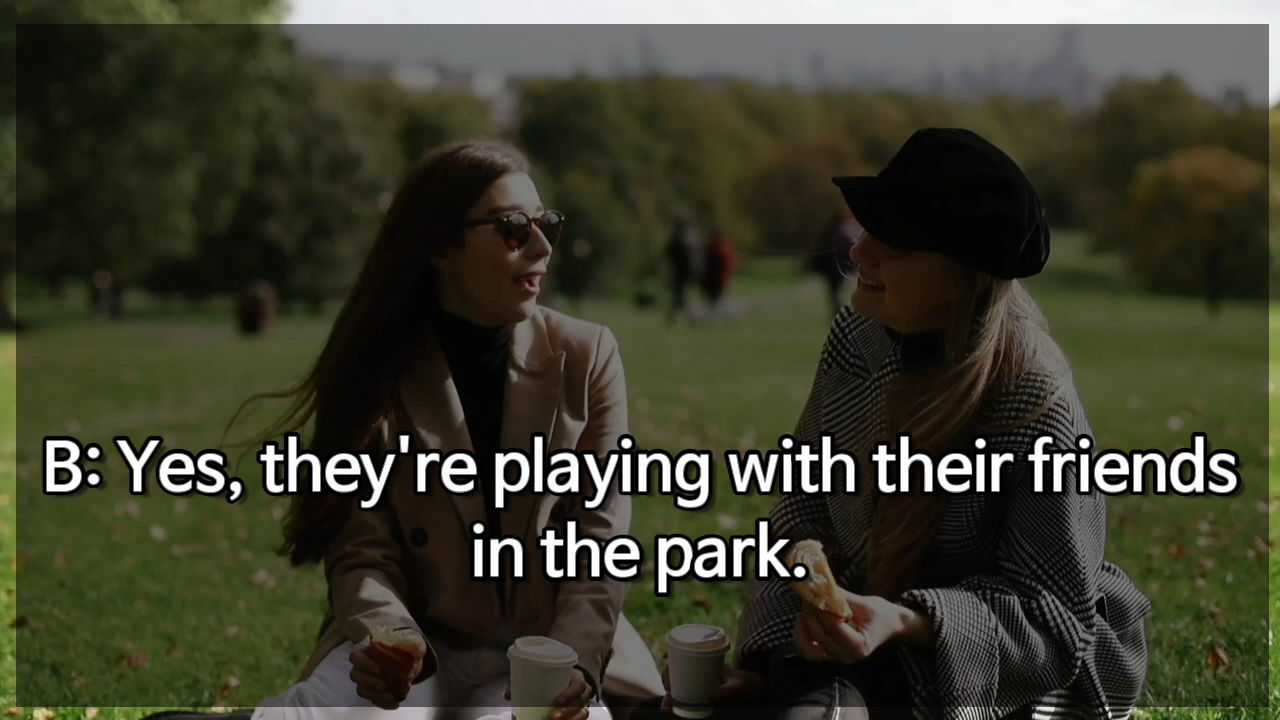 B: Yes, they're playing with their friends
in the park.